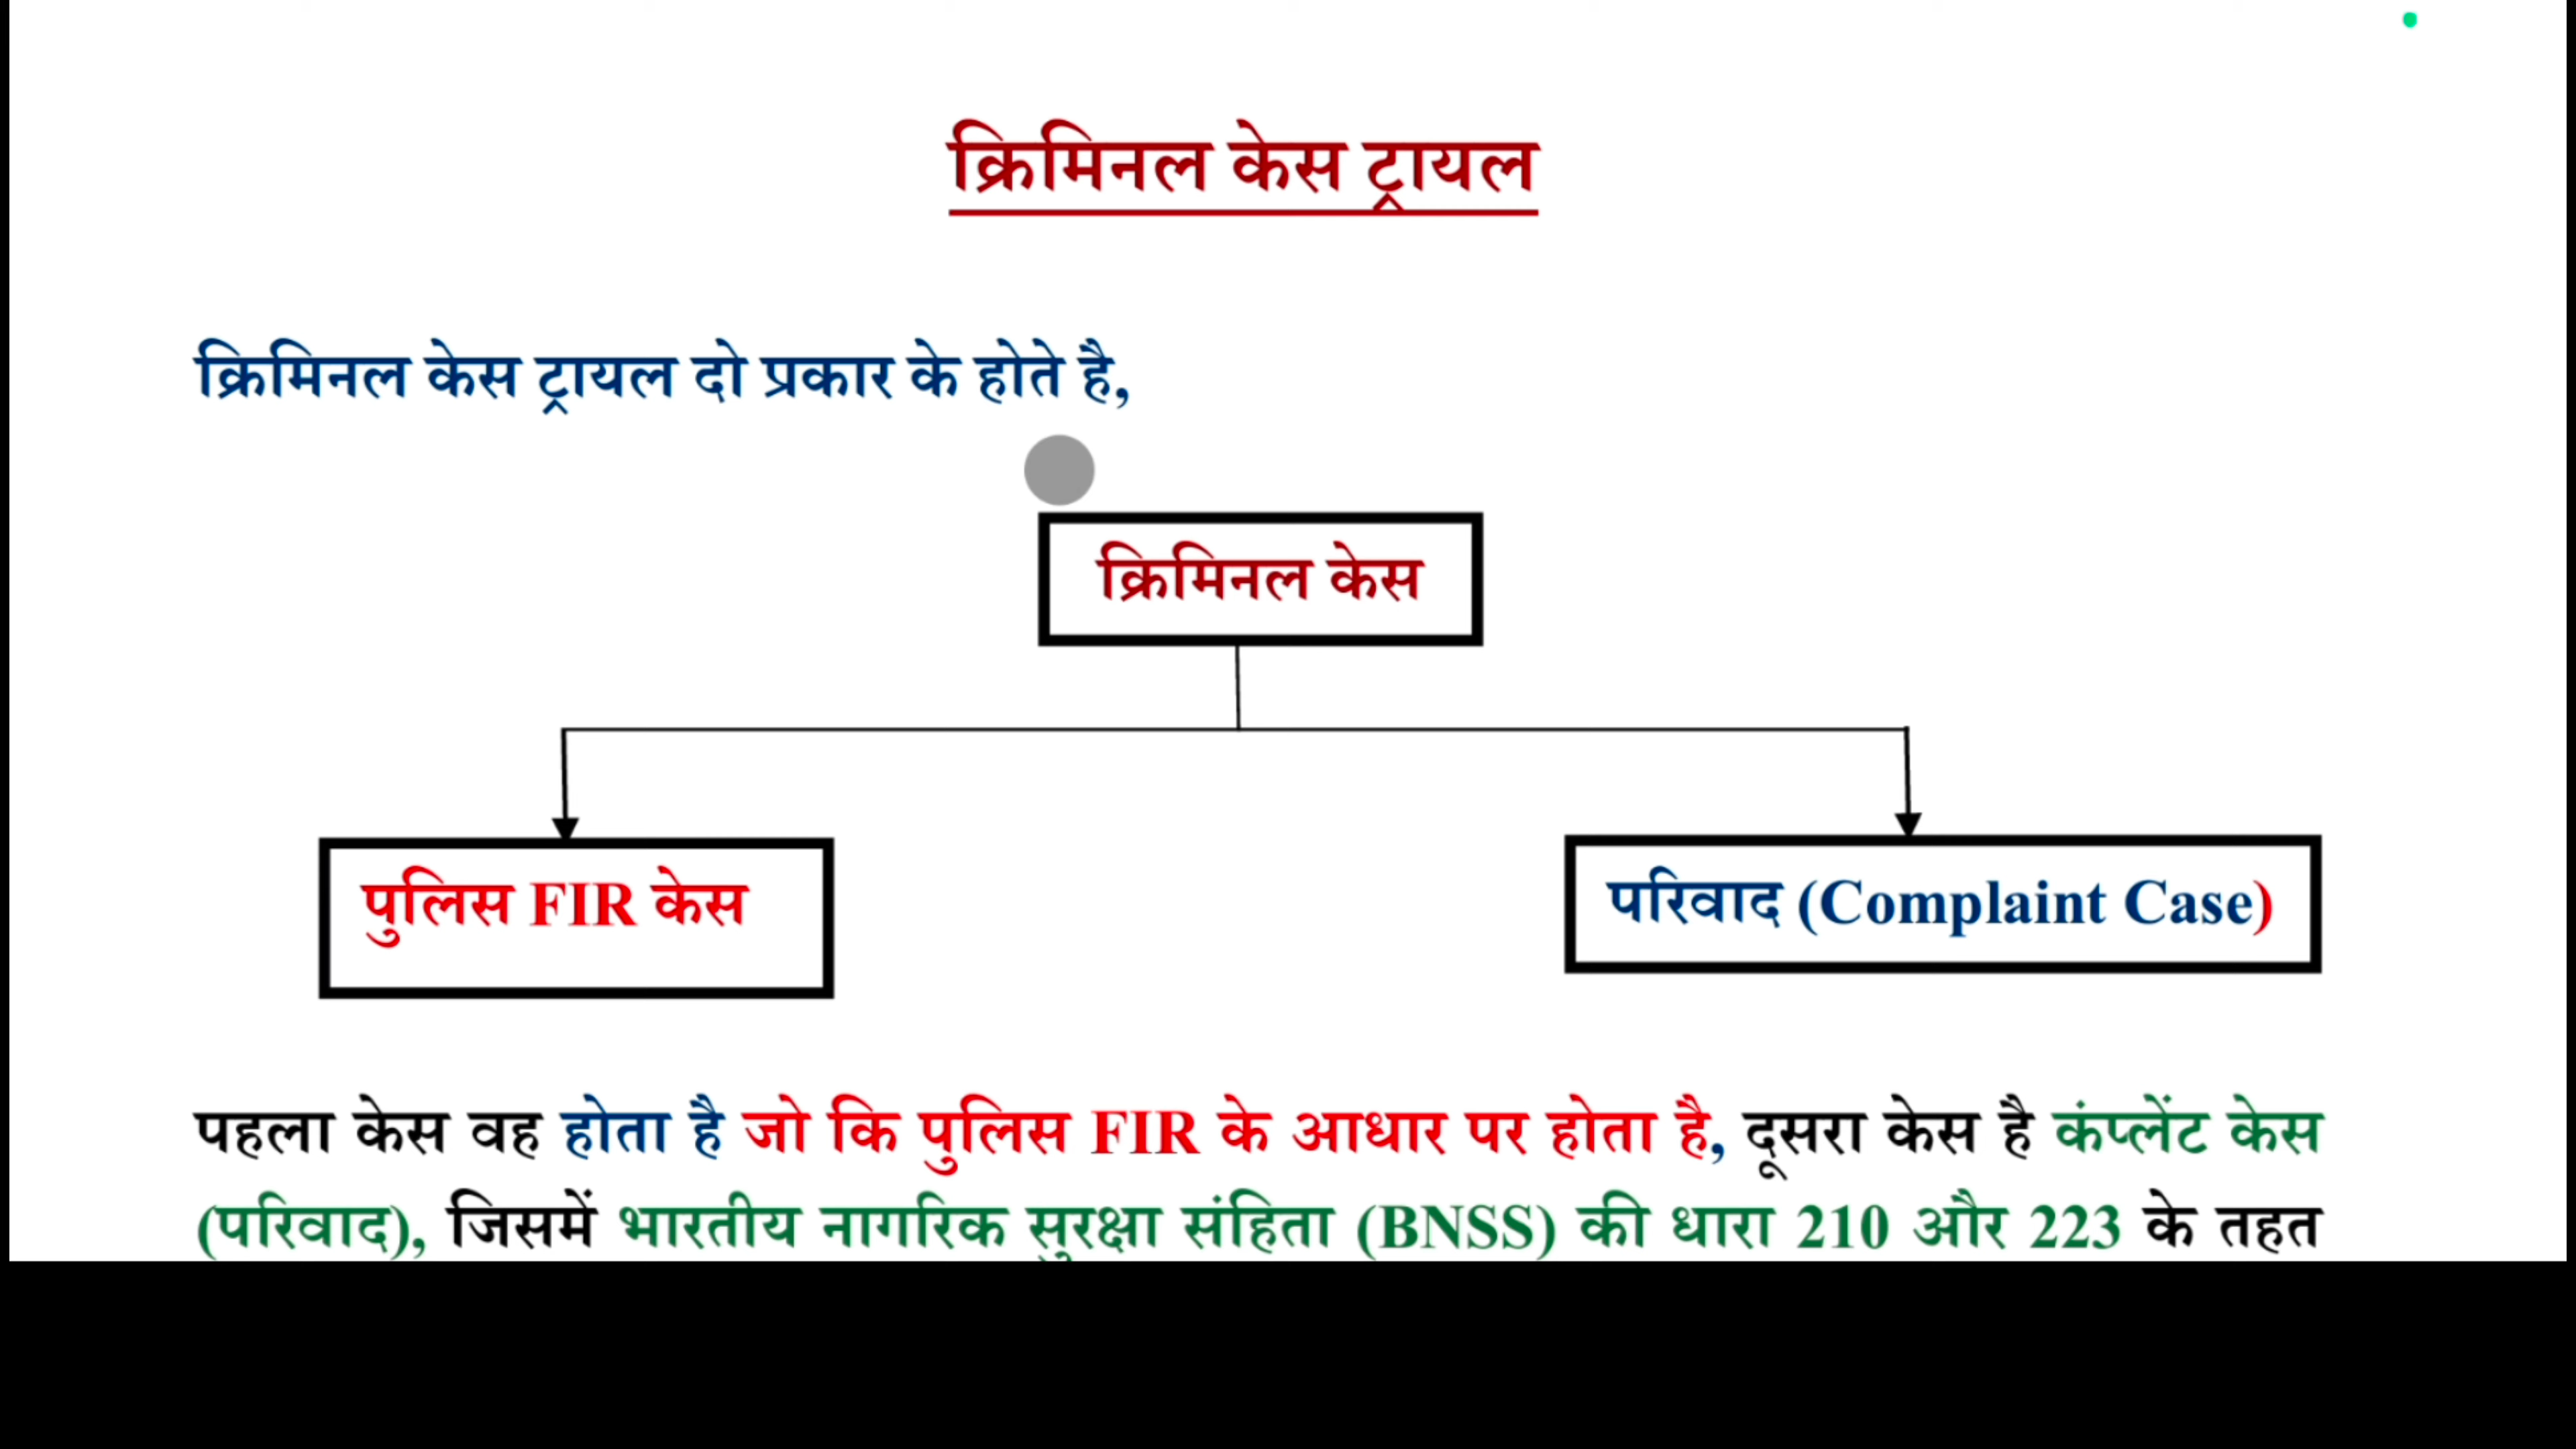 क्रिमिनल केस ट्रायल
क्रिमिनल केस ट्रायल दो प्रकार के होते है,
क्रिमिनल केस
पुलिस FIR केस
परिवाद (Complaint Case)
पहला केस वह होता है जो कि पुलिस FIR के आधार पर होता है, दूसरा केस है कंप्लेंट केस
(परिवाद), जिसमें भारतीय नागरिक सुरक्षा संहिता (BNSS) की धारा 210 और 223 के तहत